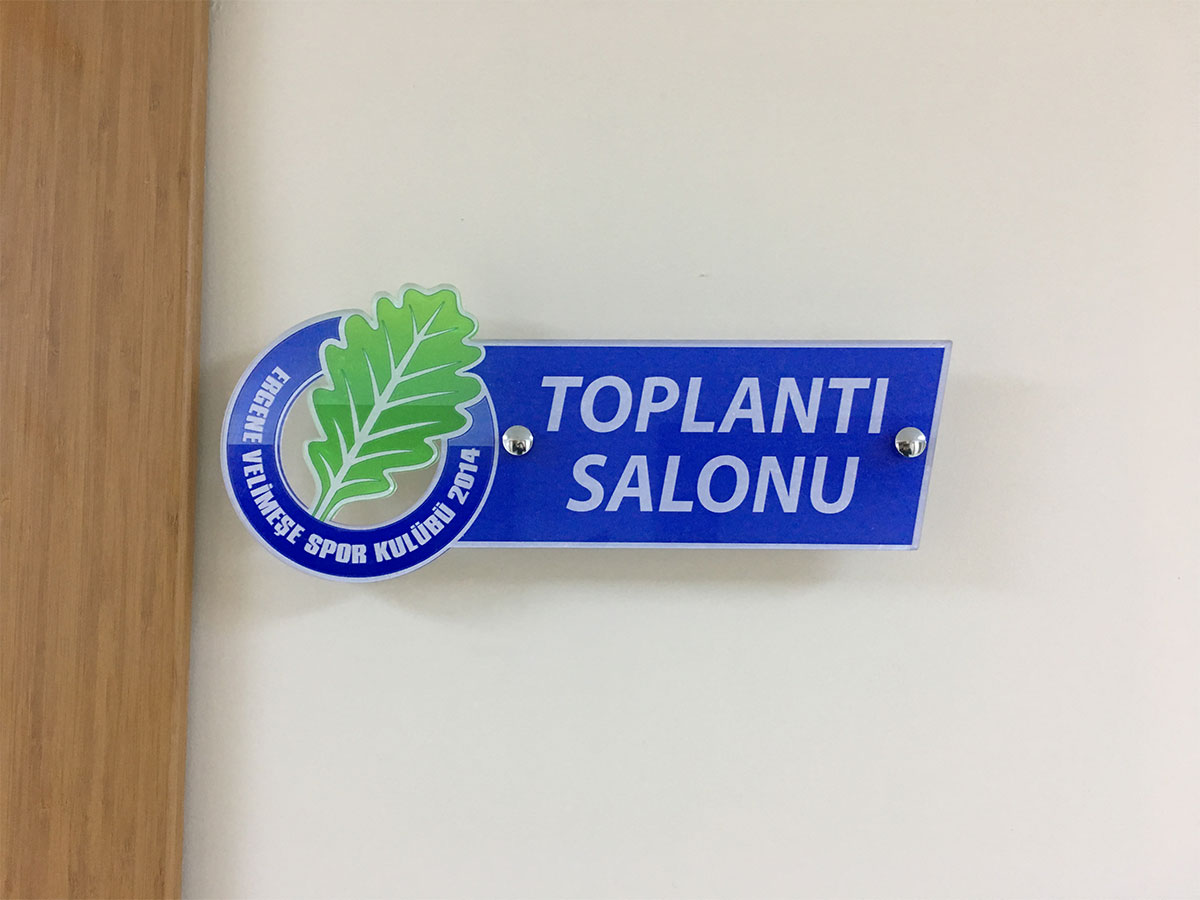 ERGENE VELİMEŞE SPOR KULÜBÜ 2014
TOPLANTI
SALONU